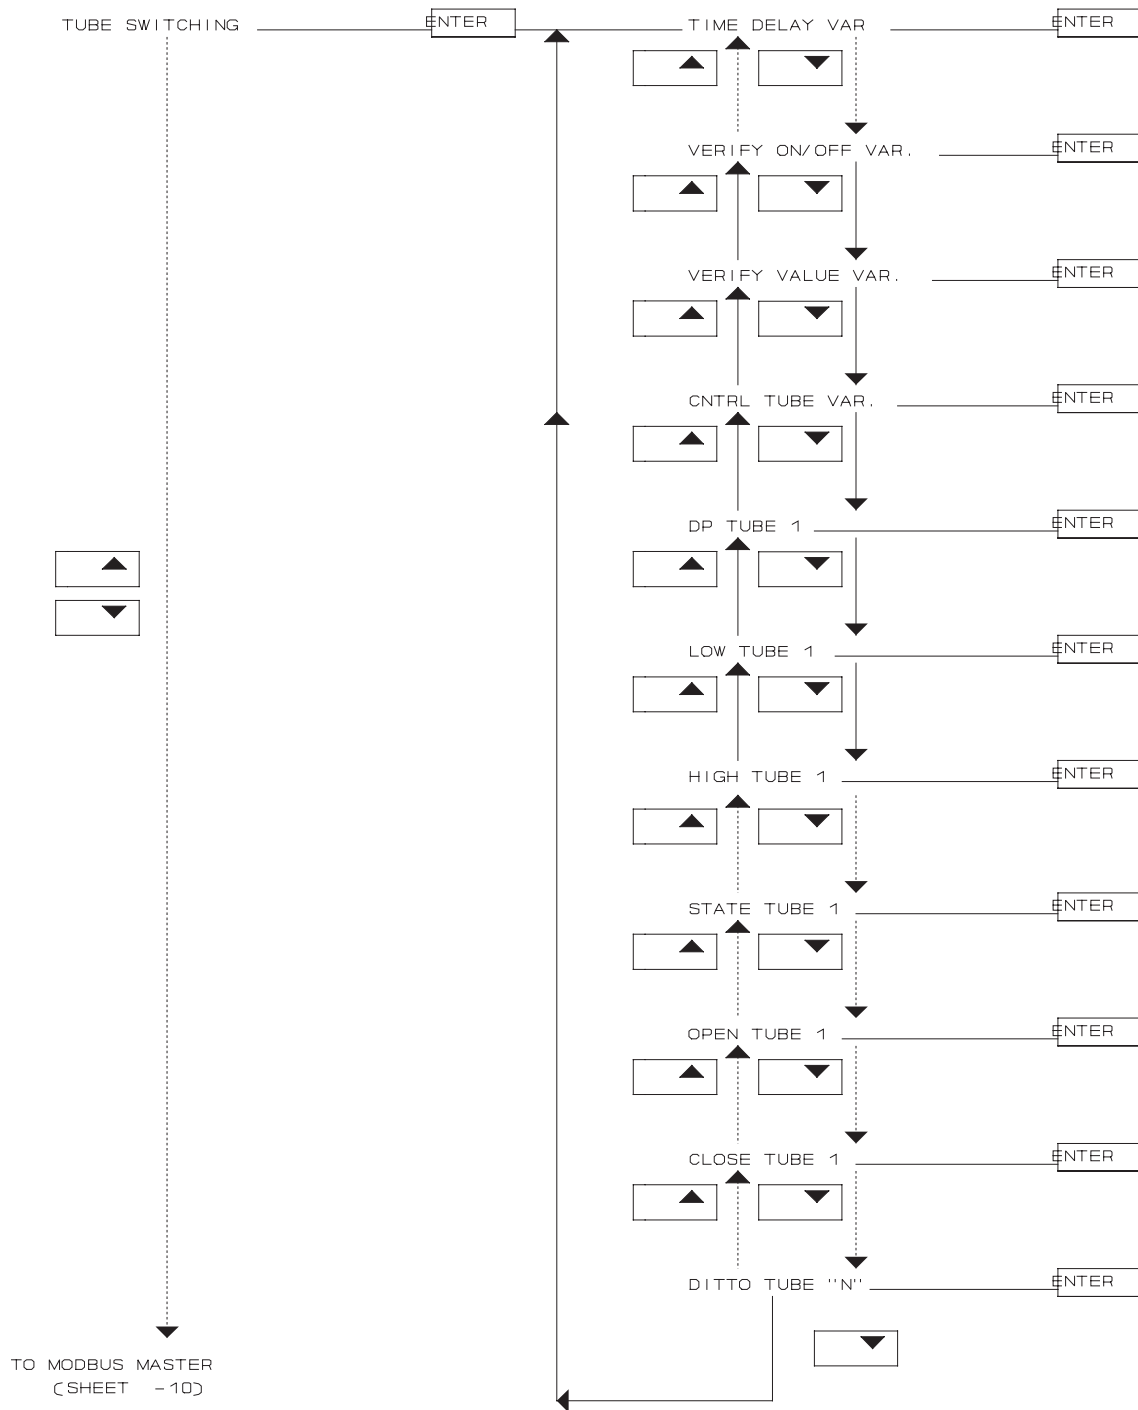 TUBE SWITCHING ENTER TIME DELAY VAR ENTER
VERIFY ON/OFF VAR. ENTER
VERIFY VALUE VAR. ENTER
CNTRL TUBE VAR. ENTER
DP TUBE 1 ENTER
LOW TUBE 1 ENTER
HIGH TUBE 1 ENTER
STATE TUBE 1 ENTER
OPEN TUBE 1 ENTER
CLOSE TUBE 1 ENTER
DITTO TUBE ''N'' ENTER
TO MODBUS MASTER
(SHEET -10)